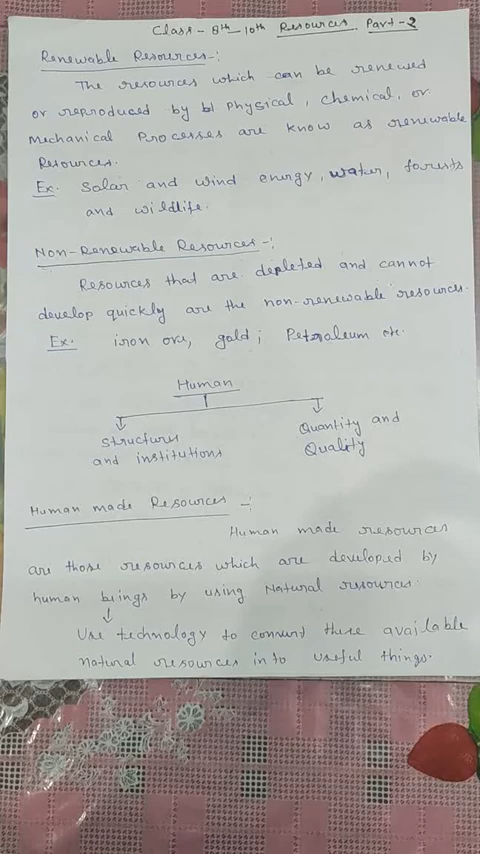 Class - 8th - 10th Resources Part - 2
Renewable Resources -:
The resources which can be renewed
or reproduced by Physical, chemical, or
Mechanical Processes are know as renewable
Resources.
Ex. Solar and wind energy, water, forests
and wildlife.
Non-Renewable Resources -:
Resources that are depleted and cannot
develop quickly are the non-renewable resources.
Ex. iron ore, gold; Petroleum etc.
Human
Structures and institutions
Quantity and Quality
Human made Resources -:
Human made resources
are those resources which are developed by
human beings by using Natural resources.
Use technology to convert these available
natural resources in to useful things.